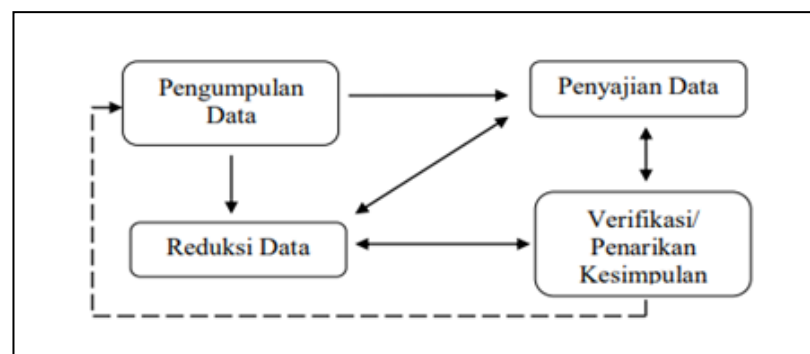 Pengumpulan
Data
Penyajian Data
Reduksi Data
Verifikasi/
Penarikan
Kesimpulan